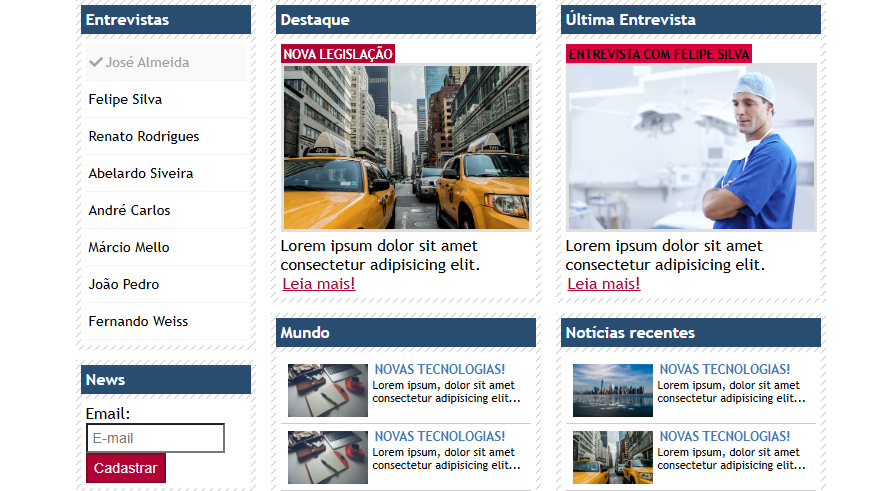 Entrevistas
José Almeida
Felipe Silva
Renato Rodrigues
Abelardo Siveira
André Carlos
Márcio Mello
João Pedro
Fernando Weiss
News
Email:
E-mail
Cadastrar
Destaque
NOVA LEGISLAÇÃO
Lorem ipsum dolor sit amet
consectetur adipisicing elit.
Leia mais!
Mundo
NOVAS TECNOLOGIAS!
Lorem ipsum, dolor sit amet
consectetur adipisicing elit...
NOVAS TECNOLOGIAS!
Lorem ipsum, dolor sit amet
consectetur adipisicing elit...
Última Entrevista
ENTREVISTA COM FELIPE SILVA
Lorem ipsum dolor sit amet
consectetur adipisicing elit.
Leia mais!
Notícias recentes
NOVAS TECNOLOGIAS!
Lorem ipsum, dolor sit amet
consectetur adipisicing elit...
NOVAS TECNOLOGIAS!
Lorem ipsum, dolor sit amet
consectetur adipisicing elit...